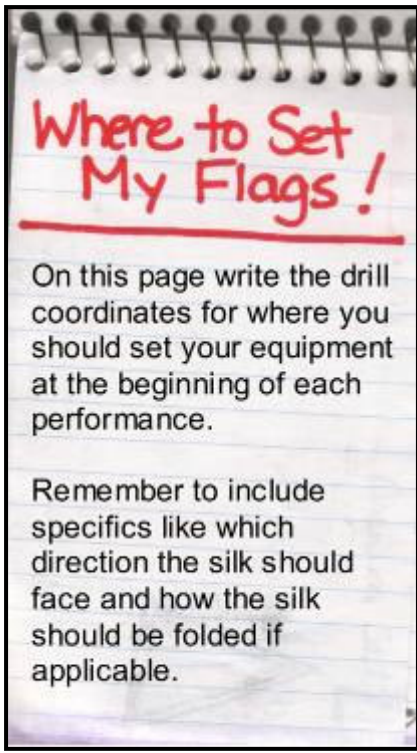 Where to Set
My Flags!
On this page write the drill
coordinates for where you
should set your equipment
at the beginning of each
performance.
Remember to include
specifics like which
direction the silk should
face and how the silk
should be folded if
applicable.